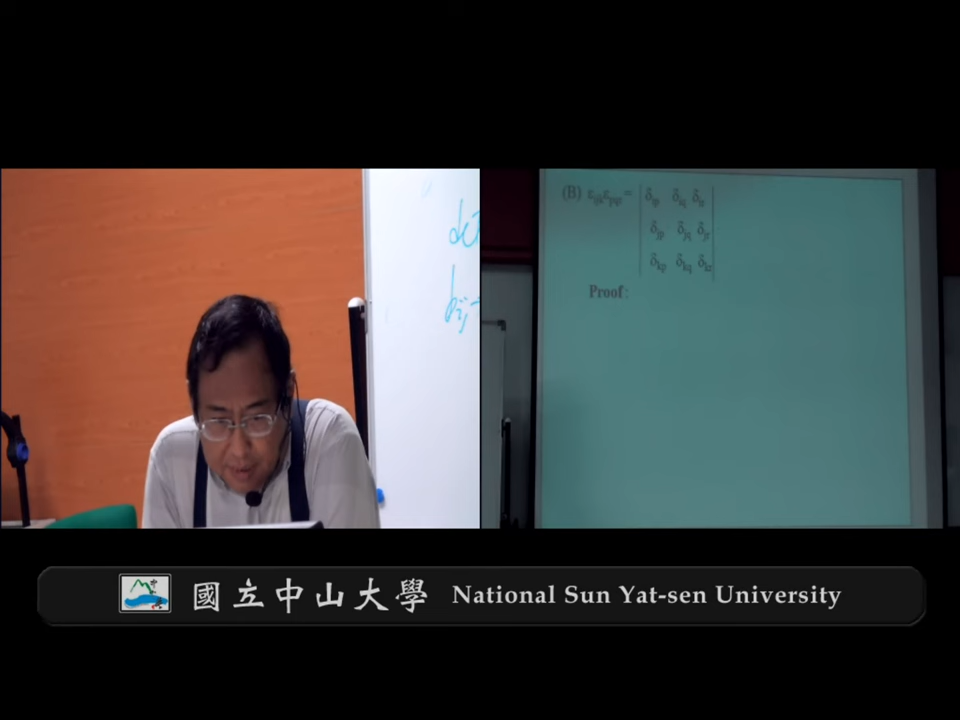 (B) εijkεpqr = | δip δiq δir |
| δjp δjq δjr |
| δkp δkq δkr |
Proof:
bij
國立中山大學 National Sun Yat-sen University